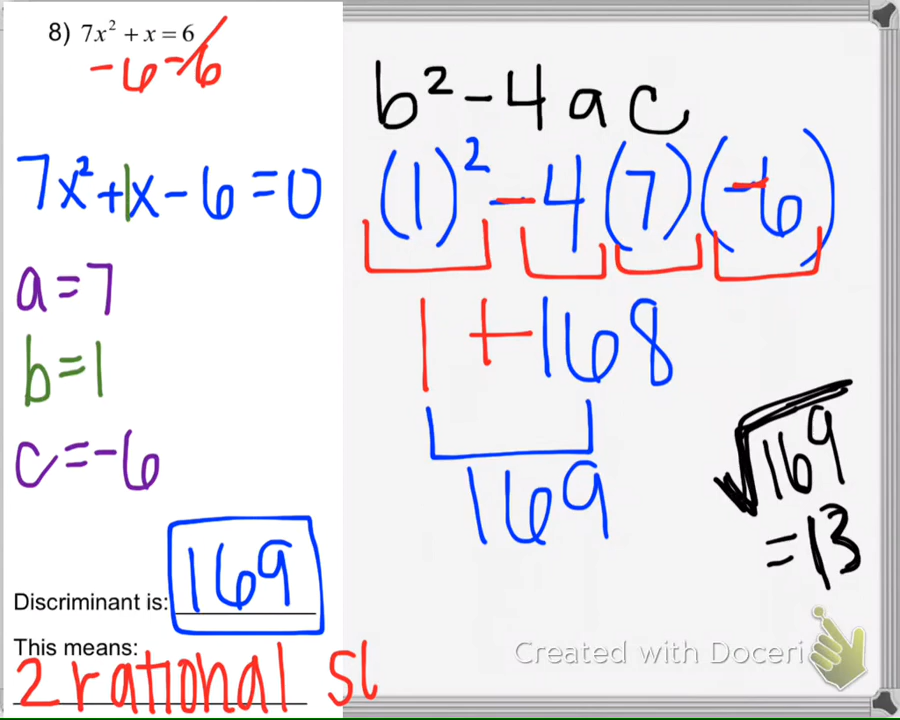 8) 7x² + x = 6
-6 -6
7x² + 1x - 6 = 0
a = 7
b = 1
c = -6
Discriminant is: 169
This means:
2 rational sl
b² - 4ac
(1)² - 4(7)(-6)
1 + 168
169
√169
= 13
Created with Doceri